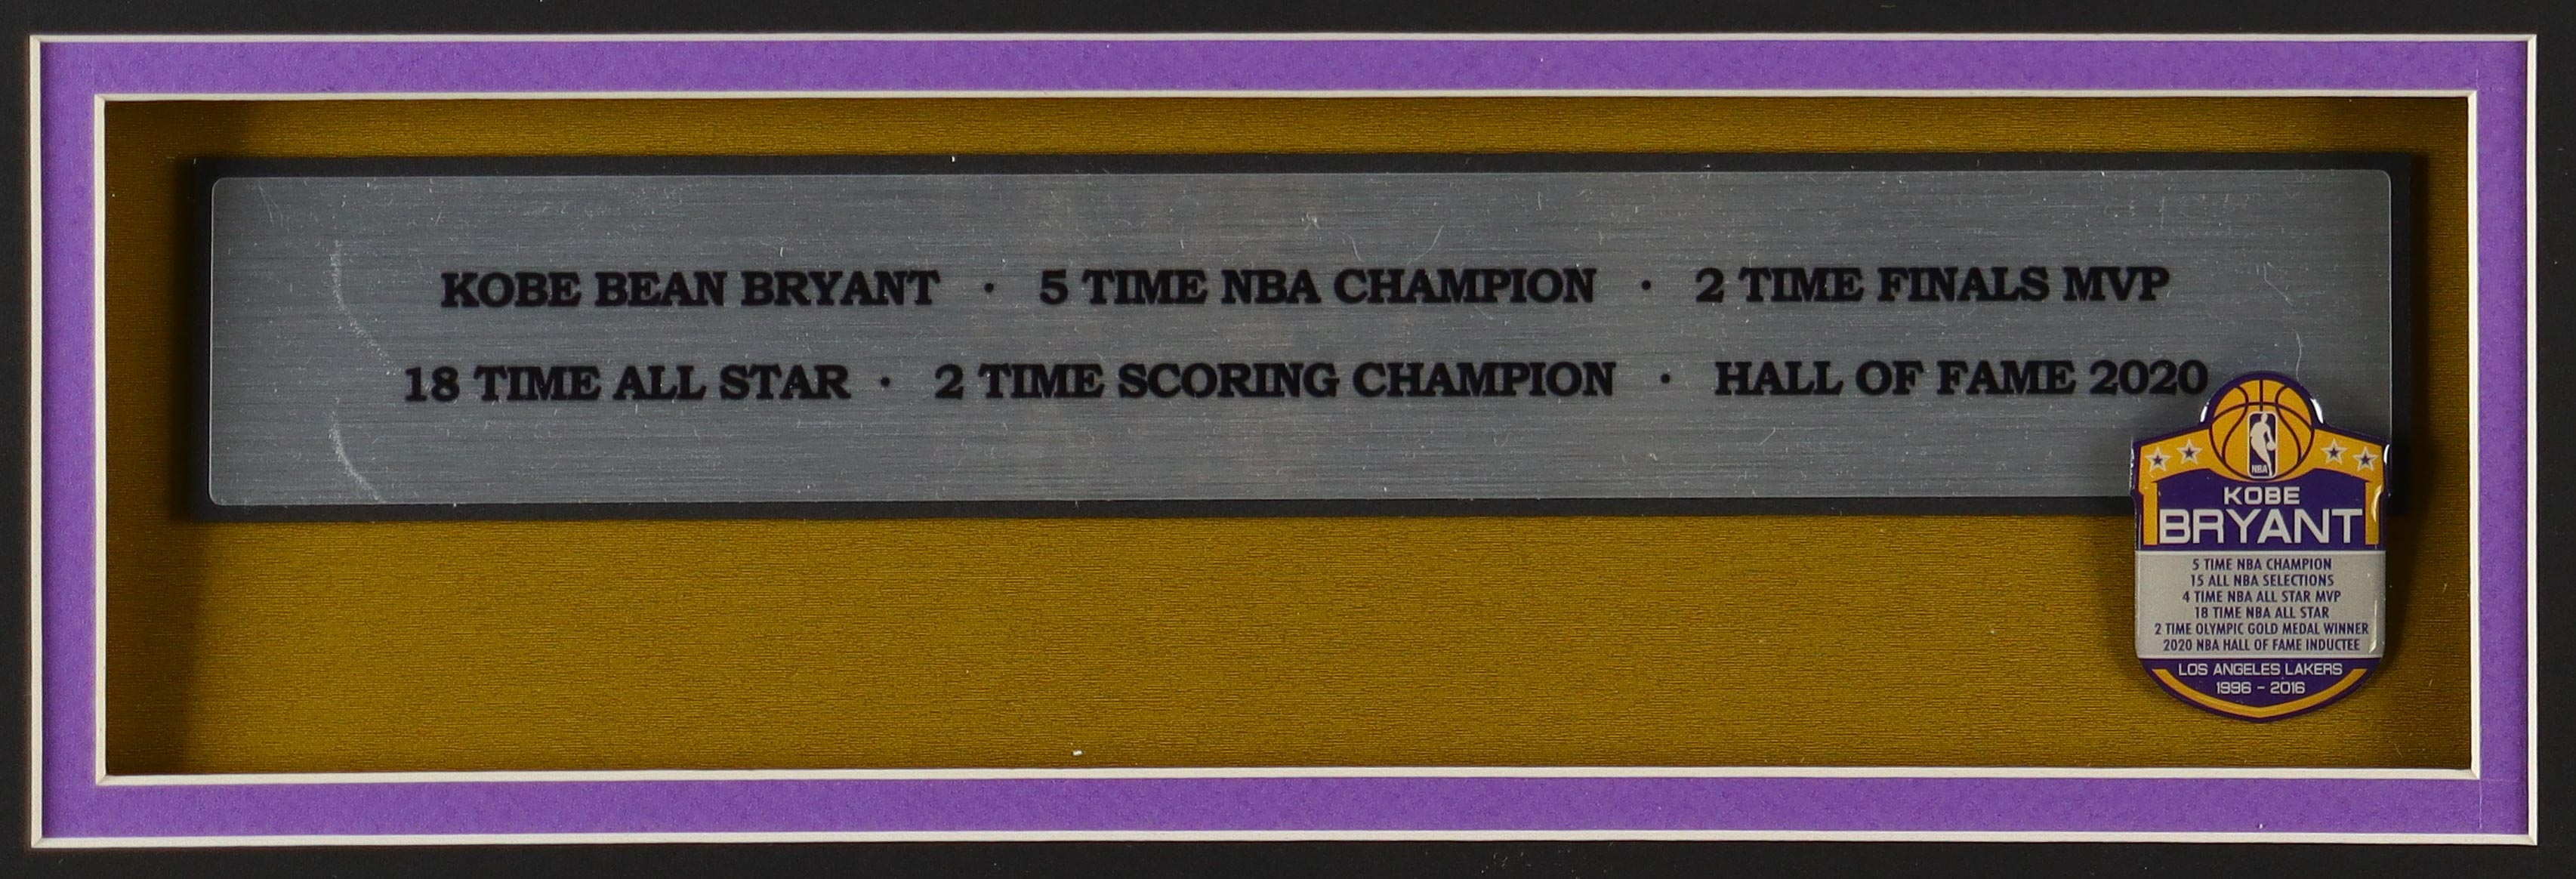 KOBE BEAN BRYANT · 5 TIME NBA CHAMPION · 2 TIME FINALS MVP
18 TIME ALL STAR · 2 TIME SCORING CHAMPION · HALL OF FAME 2020
NBA
KOBE
BRYANT
5 TIME NBA CHAMPION
15 ALL NBA SELECTIONS
4 TIME NBA ALL STAR MVP
18 TIME NBA ALL STAR
2 TIME OLYMPIC GOLD MEDAL WINNER
2020 NBA HALL OF FAME INDUCTEE
LOS ANGELES LAKERS
1996 - 2016